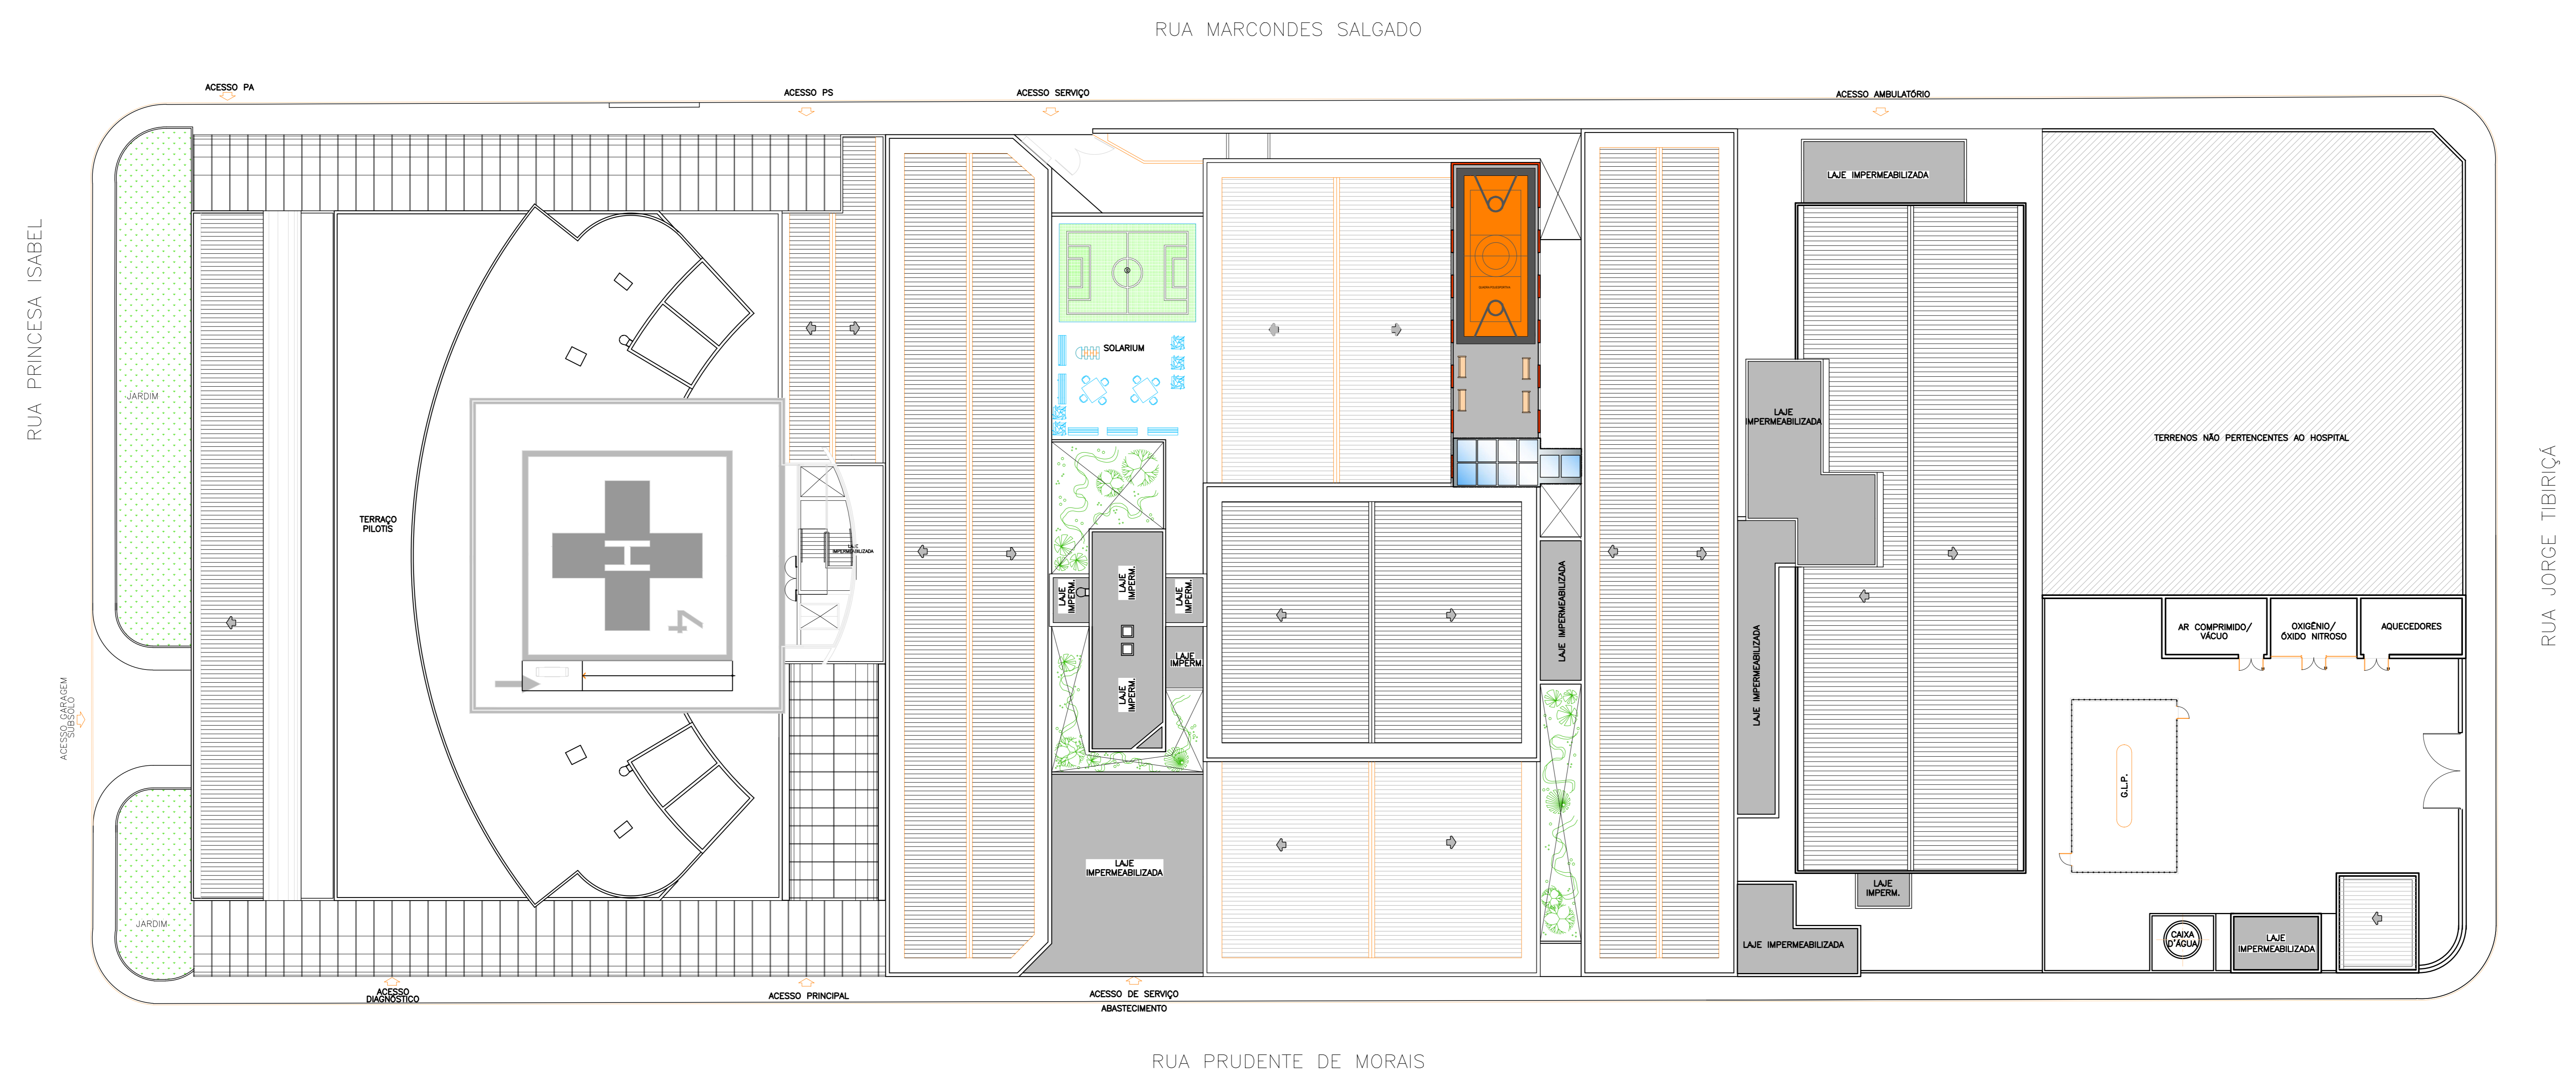 RUA MARCONDES SALGADO
ACESSO PA
ACESSO PS
ACESSO SERVIÇO
ACESSO AMBULATÓRIO
LAJE IMPERMEABILIZADA
RUA PRINCESA ISABEL
JARDIM
SOLARIUM
LAJE
IMPERMEABILIZADA
TERRENOS NÃO PERTENCENTES AO HOSPITAL
RUA JORGE TIBIRIÇÁ
TERRAÇO
PILOTIS
H
4
LAJE
IMPERMEABILIZADA
LAJE
IMPERM.
LAJE
IMPERM.
LAJE
IMPERM.
LAJE
IMPERM.
LAJE
IMPERM.
LAJE IMPERMEABILIZADA
LAJE IMPERMEABILIZADA
AR COMPRIMIDO/
VÁCUO
OXIGÊNIO/
ÓXIDO NITROSO
AQUECEDORES
ACESSO GARAGEM
SUBSOLO
G.L.P.
LAJE
IMPERMEABILIZADA
LAJE
IMPERM.
JARDIM
LAJE IMPERMEABILIZADA
CAIXA
D'ÁGUA
LAJE
IMPERMEABILIZADA
ACESSO
DIAGNÓSTICO
ACESSO PRINCIPAL
ACESSO DE SERVIÇO
ABASTECIMENTO
RUA PRUDENTE DE MORAIS